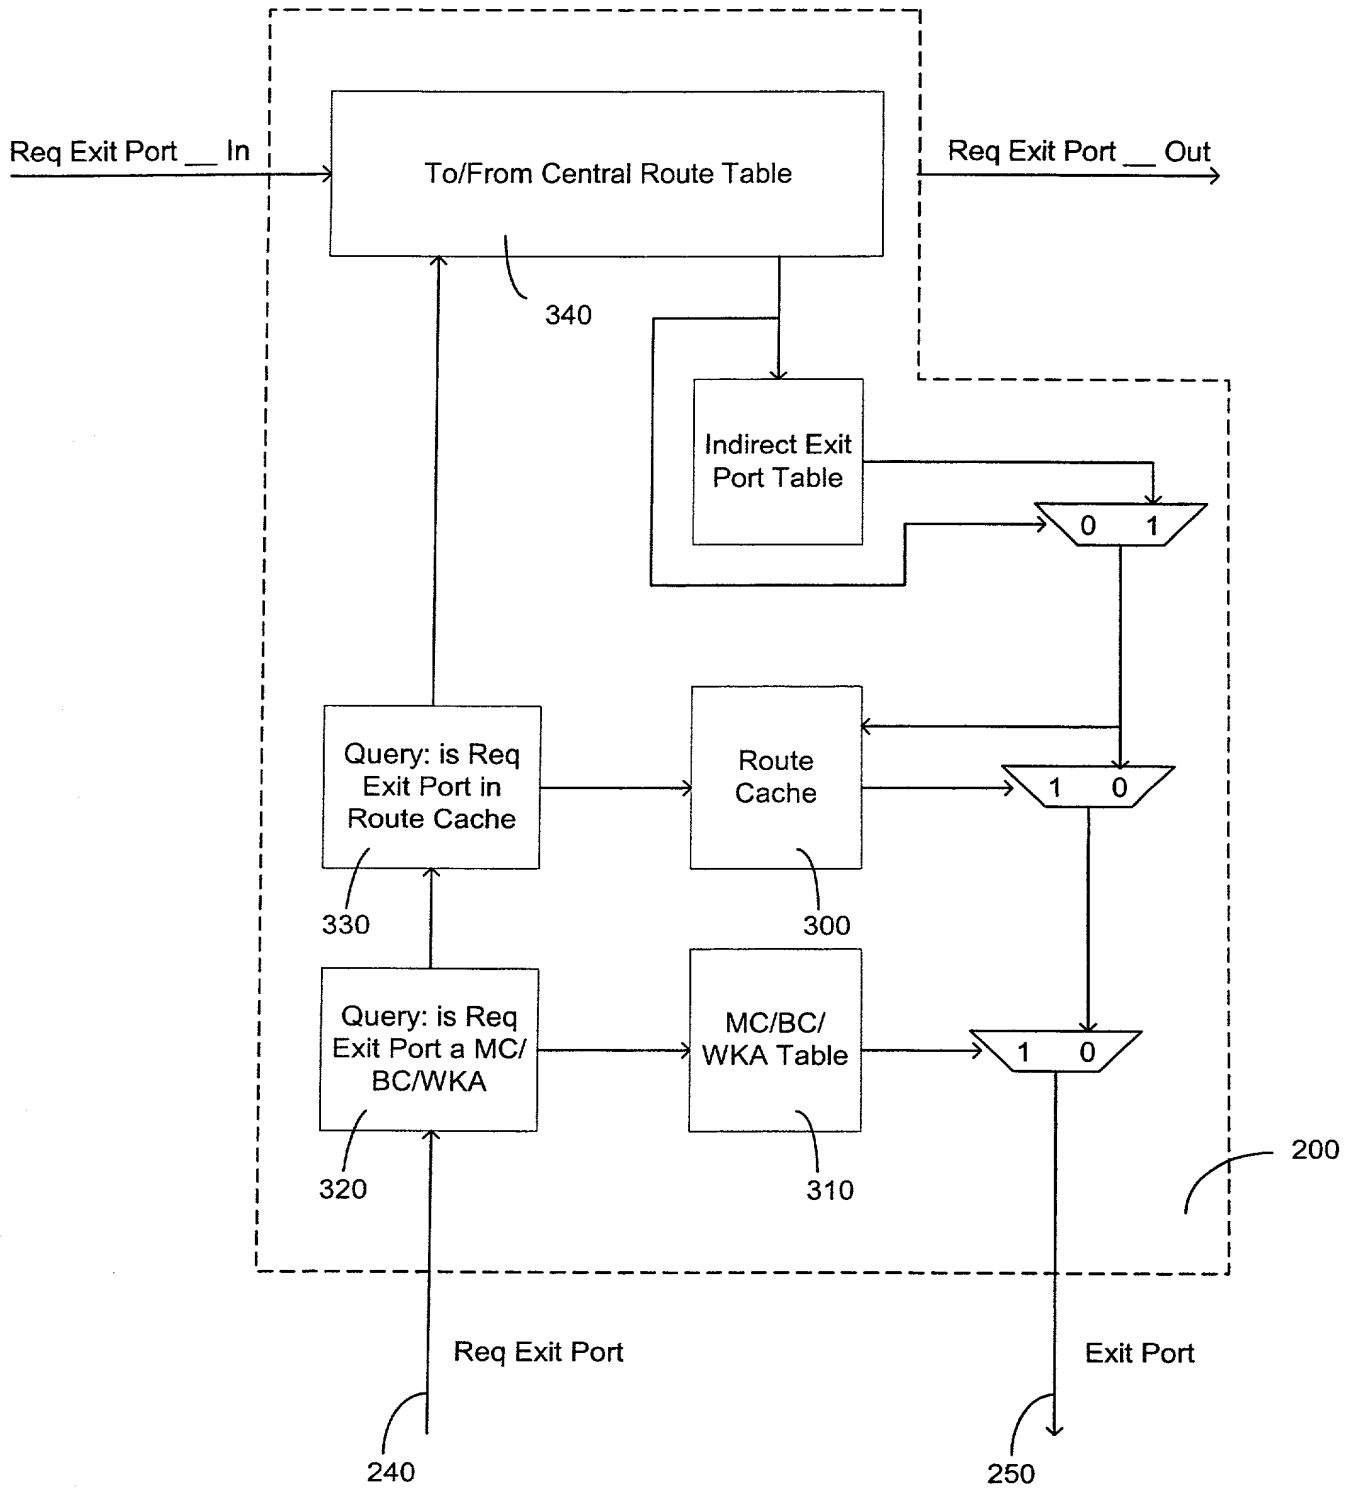 Req Exit Port __ In
To/From Central Route Table
Req Exit Port __ Out
340
Indirect Exit
Port Table
0 1
Query: is Req
Exit Port in
Route Cache
Route
Cache
1 0
330
300
Query: is Req
Exit Port a MC/
BC/WKA
MC/BC/
WKA Table
1 0
320
310
200
Req Exit Port
Exit Port
240
250